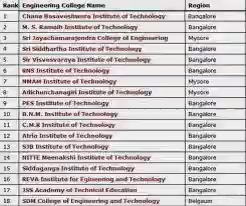 Rank Engineering College Name Region
1 Channa Basaveshwara Institute of Technology Bangalore
2 M. S. Ramaiah Institute of Technology Bangalore
3 Sri Jayachamarajendra College of Engineering Mysore
4 Sri Siddhartha Institute of Technology Bangalore
5 Sir Visvesvaraya Institute of Technology Bangalore
6 RNS Institute of Technology Bangalore
7 NMAM Institute of Technology Mysore
8 Adichunchanagiri Institute of Technology Mysore
9 PES Institute of Technology Bangalore
10 B.N.M. Institute of Technology Bangalore
11 C.M.R Institute of Technology Bangalore
12 Atria Institute of Technology Bangalore
13 SJB Institute of Technology Bangalore
14 NITTE Meenakshi Institute of Technology Bangalore
15 Siddaganga Institute of Technology Bangalore
16 REVA Institute for Science and Technology Bangalore
17 JSS Academy of Technical Education Bangalore
18 SDM College of Engineering and Technology Belgaum